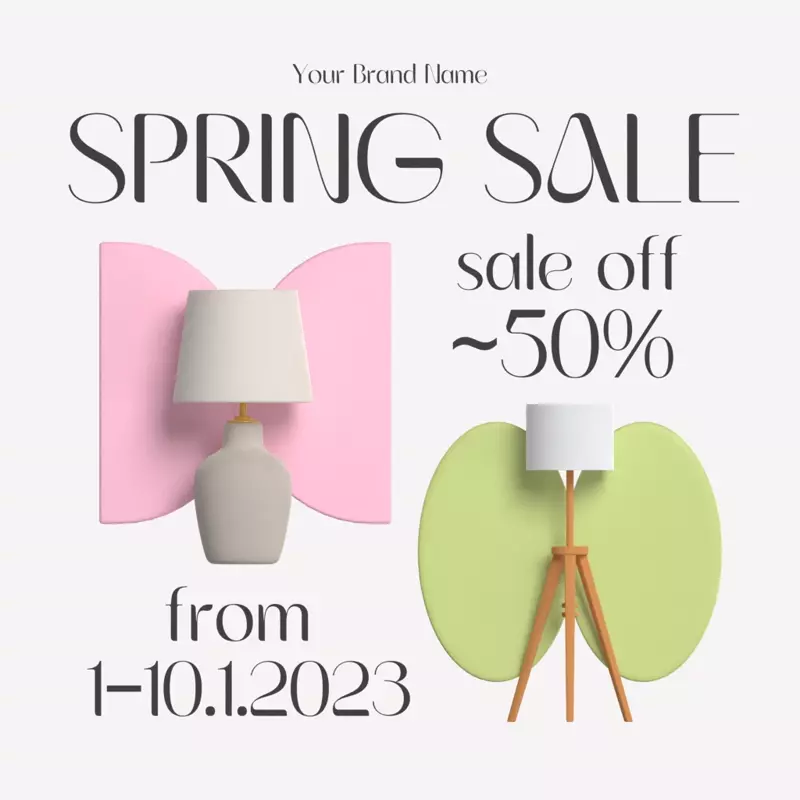 Your Brand Name
SPRING SALE
sale off
~50%
from
1-10.1.2023